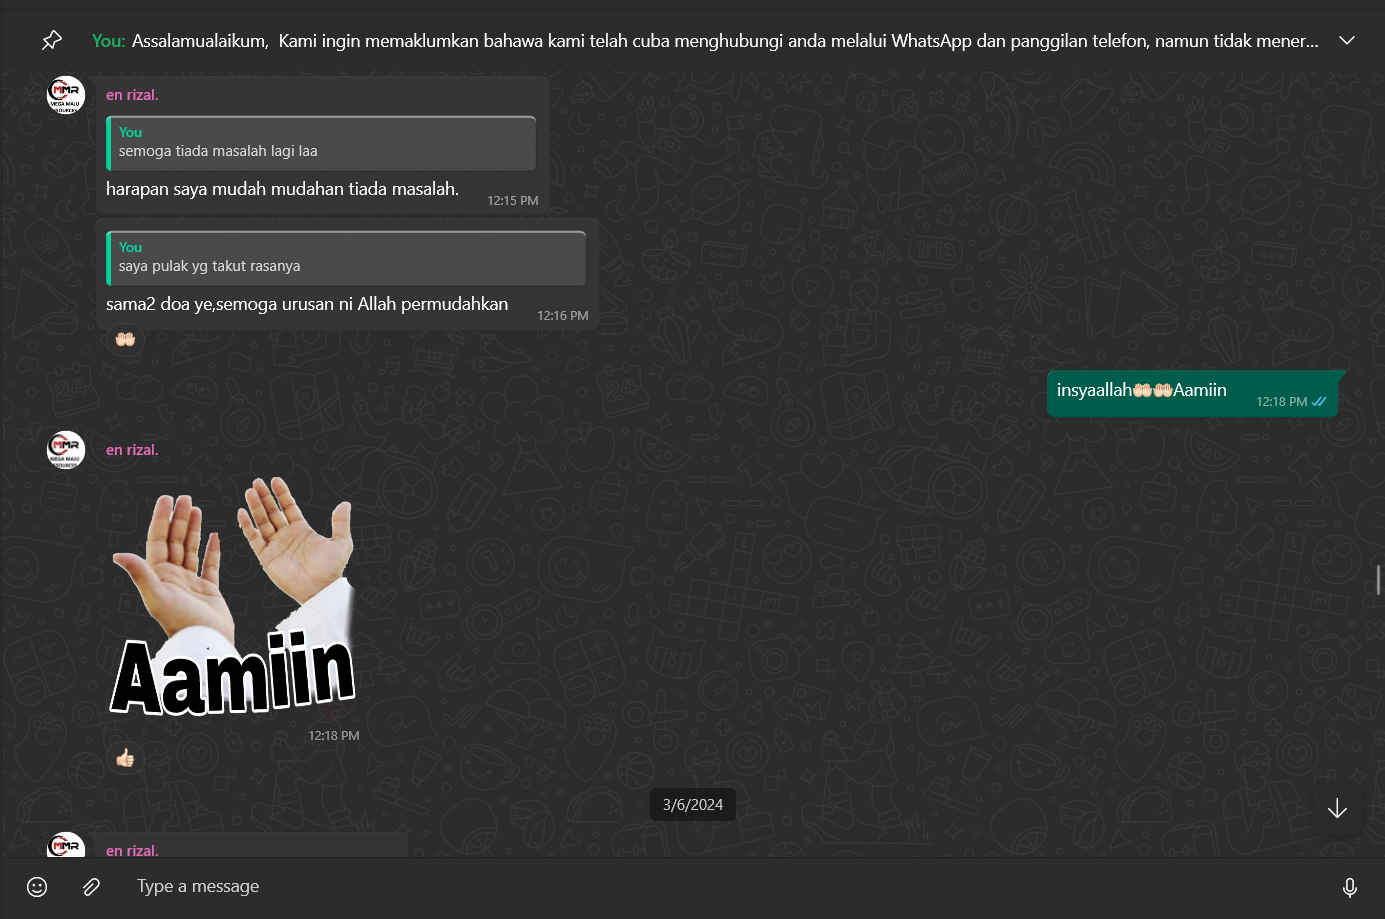 You: Assalamualaikum,  Kami ingin memaklumkan bahawa kami telah cuba menghubungi anda melalui WhatsApp dan panggilan telefon, namun tidak mener...
MMR
MEGA MAJU
en rizal.
You
semoga tiada masalah lagi laa
harapan saya mudah mudahan tiada masalah.
12:15 PM
You
saya pulak yg takut rasanya
sama2 doa ye,semoga urusan ni Allah permudahkan
12:16 PM
insyaallah🤲🏻🤲🏻Aamiin
12:18 PM
MMR
MEGA MAJU
en rizal.
Aamiin
12:18 PM
3/6/2024
MMR
en rizal.
Type a message